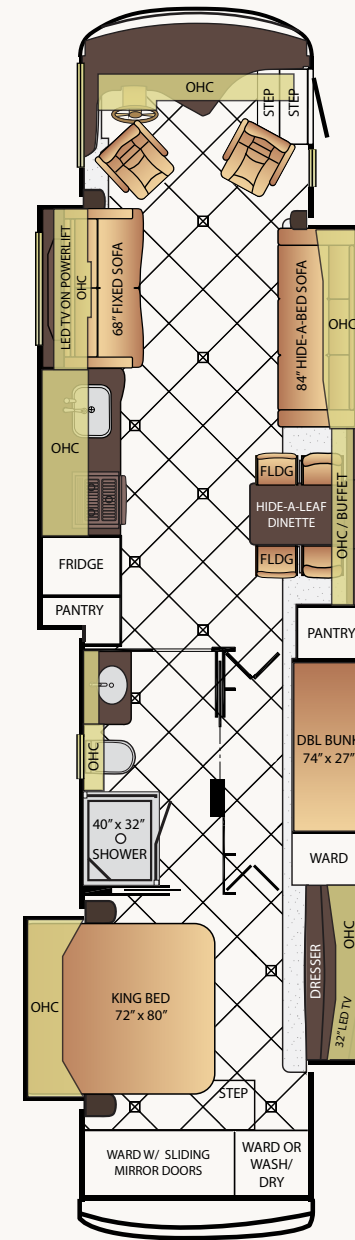 OHC
STEP
STEP
LED TV ON POWERLIFT
OHC
68" FIXED SOFA
84" HIDE-A-BED SOFA
OHC
OHC
FLDG
HIDE-A-LEAF
DINETTE
FLDG
OHC / BUFFET
FRIDGE
PANTRY
PANTRY
OHC
DBL BUNK
74" x 27"
40" x 32"
SHOWER
WARD
OHC
KING BED
72" x 80"
DRESSER
OHC
32" LED TV
STEP
WARD W/ SLIDING
MIRROR DOORS
WARD OR
WASH/
DRY